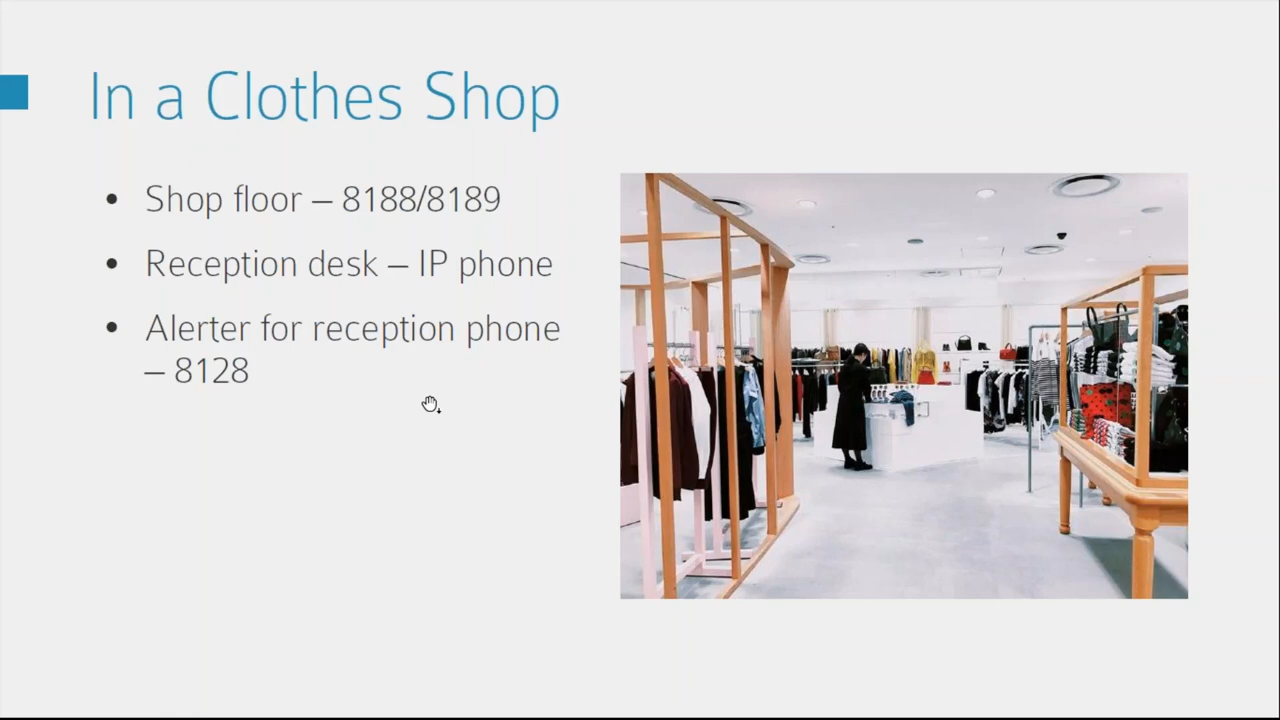 In a Clothes Shop
• Shop floor – 8188/8189
• Reception desk – IP phone
• Alerter for reception phone
– 8128